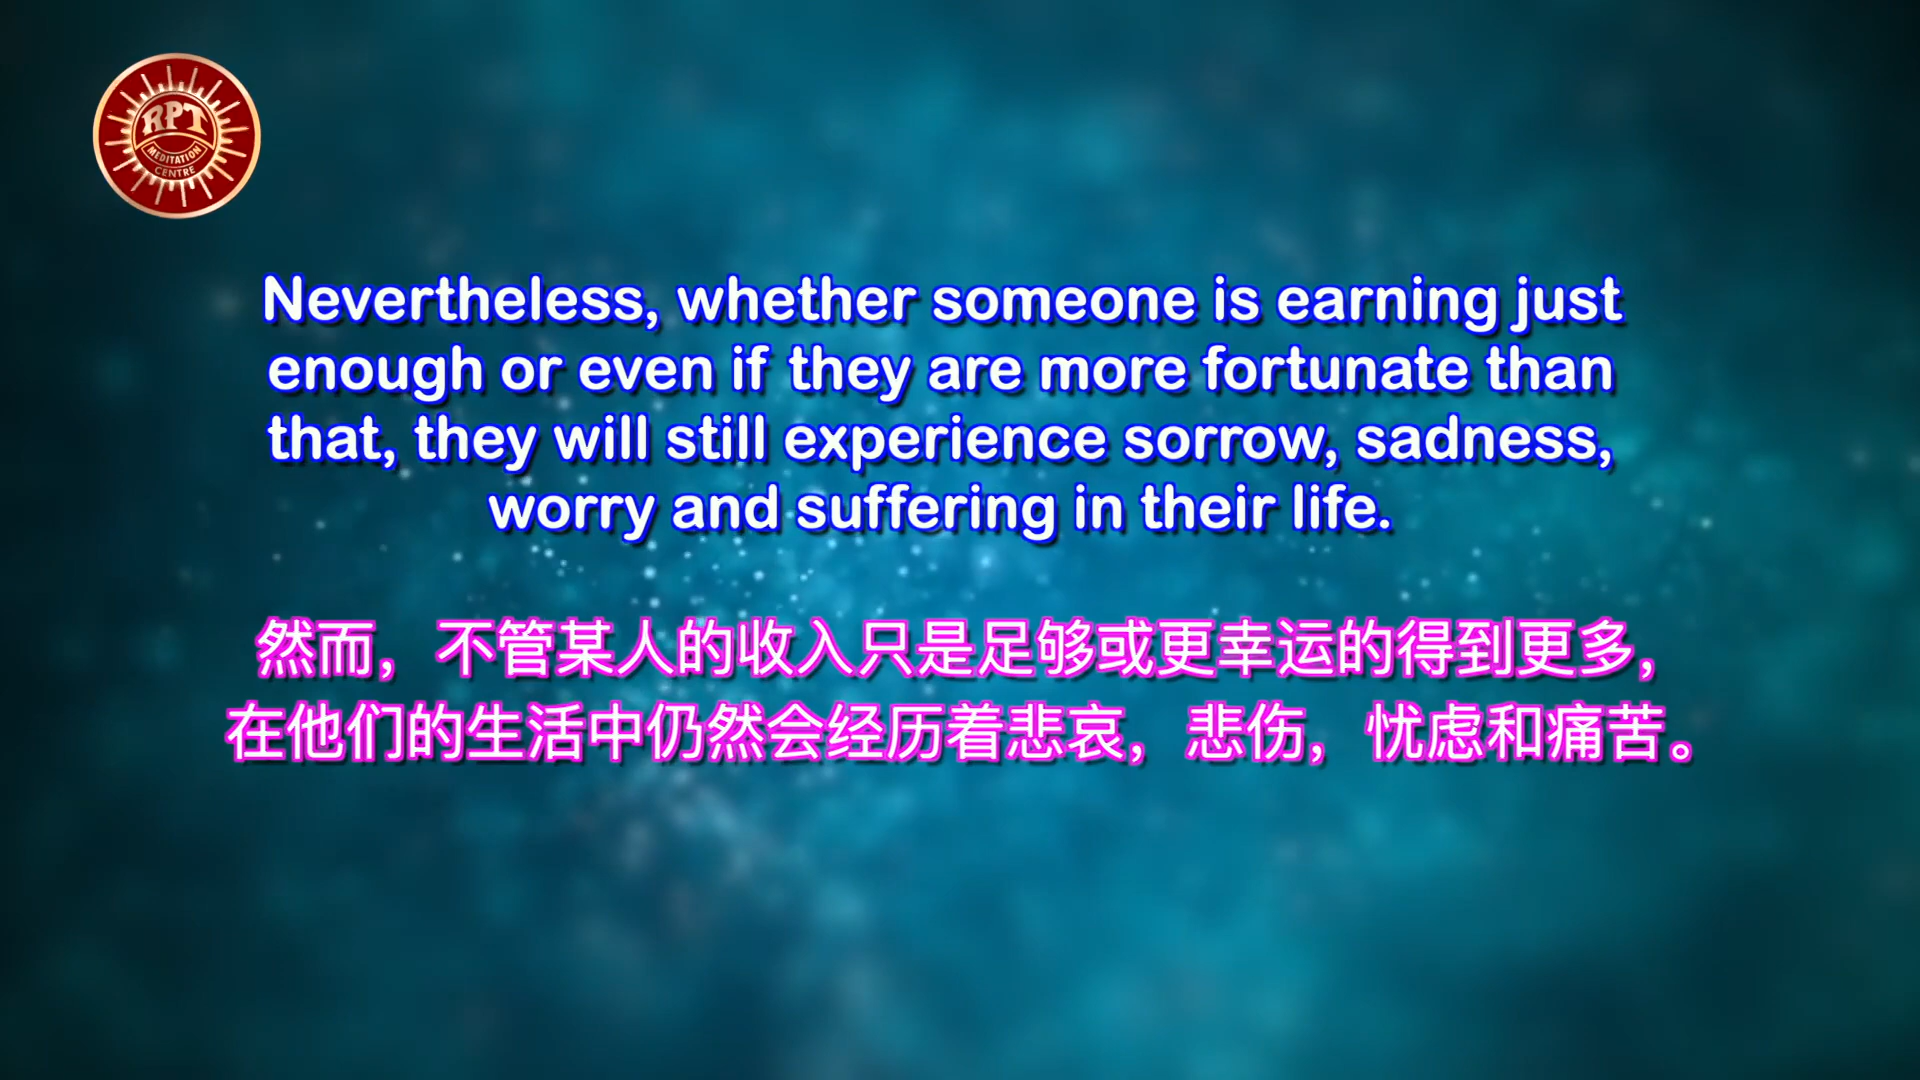 RPT
MEDITATION
CENTRE
Nevertheless, whether someone is earning just
enough or even if they are more fortunate than
that, they will still experience sorrow, sadness,
worry and suffering in their life.
然而，不管某人的收入只是足够或更幸运的得到更多，
在他们的生活中仍然会经历着悲哀，悲伤，忧虑和痛苦。